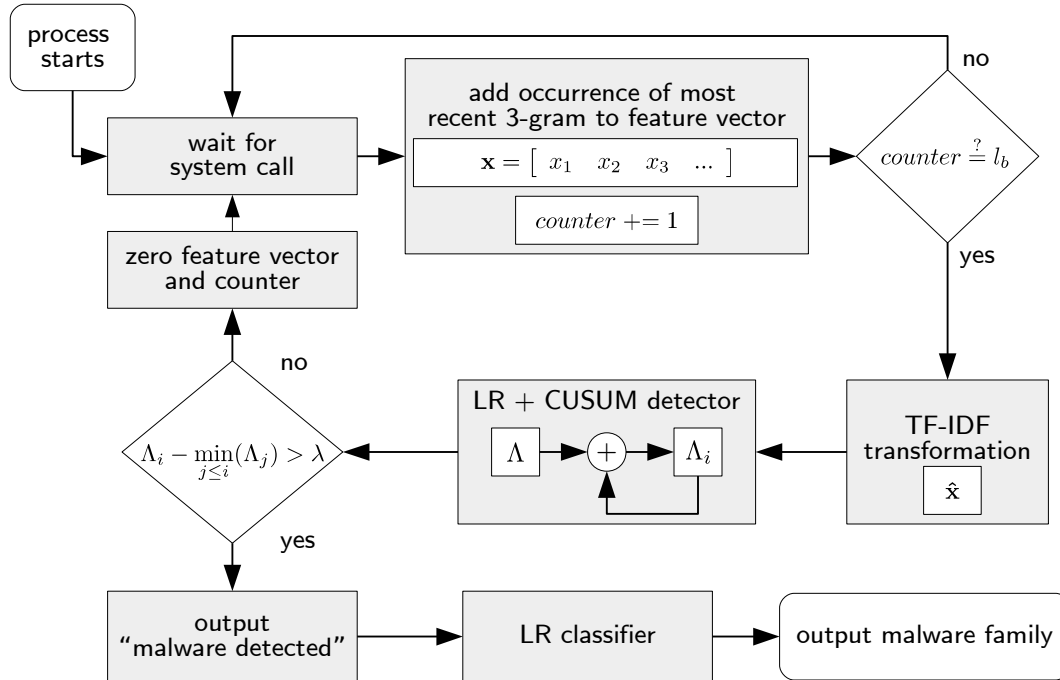 process
starts
wait for
system call
add occurrence of most
recent 3-gram to feature vector
x = [ x₁ x₂ x₃ ... ]
counter += 1
no
counter ≟ l_b
yes
zero feature vector
and counter
no
Λᵢ − min(Λⱼ) > λ
j≤i
yes
LR + CUSUM detector
Λ
+
Λᵢ
TF-IDF
transformation
x̂
output
“malware detected”
LR classifier
output malware family